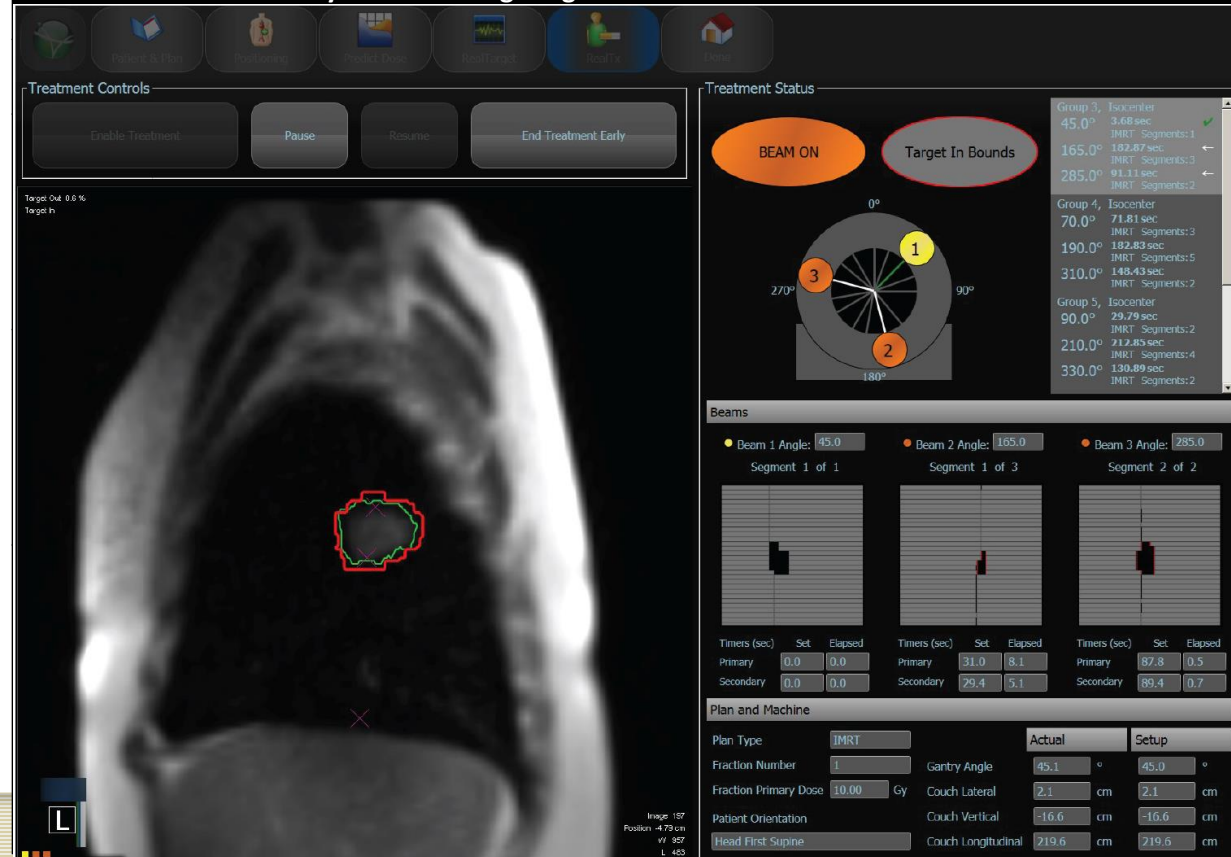 Patient & Plan
Positioning
Predict Dose
RealTarget
RealTx
Done
Treatment Controls
Enable Treatment
Pause
Resume
End Treatment Early
Target Out 0.6 %
Target In
L
Image 197
Position -4.79 cm
W 957
L 483
Treatment Status
BEAM ON
Target In Bounds
0°
1
3
270°
90°
2
180°
Group 3, Isocenter
45.0° 3.68 sec ✔
IMRT Segments:1
165.0° 182.87 sec ←
IMRT Segments:3
285.0° 91.11 sec ←
IMRT Segments:2
Group 4, Isocenter
70.0° 71.81 sec
IMRT Segments:3
190.0° 182.83 sec
IMRT Segments:5
310.0° 148.43 sec
IMRT Segments:2
Group 5, Isocenter
90.0° 29.79 sec
IMRT Segments:2
210.0° 212.85 sec
IMRT Segments:4
330.0° 130.89 sec
IMRT Segments:2
Beams
Beam 1 Angle: 45.0
Segment 1 of 1
Timers (sec) Set Elapsed
Primary 0.0 0.0
Secondary 0.0 0.0
Beam 2 Angle: 165.0
Segment 1 of 3
Timers (sec) Set Elapsed
Primary 31.0 8.1
Secondary 29.4 5.1
Beam 3 Angle: 285.0
Segment 2 of 2
Timers (sec) Set Elapsed
Primary 87.8 0.5
Secondary 89.4 0.7
Plan and Machine
Plan Type IMRT
Fraction Number 1
Fraction Primary Dose 10.00 Gy
Patient Orientation
Head First Supine
Actual Setup
Gantry Angle 45.1 ° 45.0 °
Couch Lateral 2.1 cm 2.1 cm
Couch Vertical -16.6 cm -16.6 cm
Couch Longitudinal 219.6 cm 219.6 cm